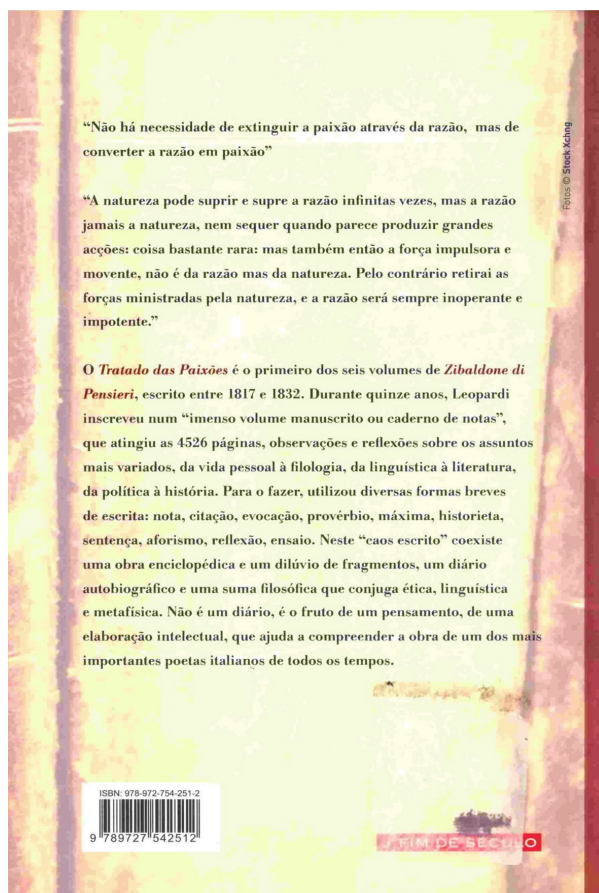 “Não há necessidade de extinguir a paixão através da razão, mas de
converter a razão em paixão”
“A natureza pode suprir e supre a razão infinitas vezes, mas a razão
jamais a natureza, nem sequer quando parece produzir grandes
acções: coisa bastante rara: mas também então a força impulsora e
movente, não é da razão mas da natureza. Pelo contrário retirai as
forças ministradas pela natureza, e a razão será sempre inoperante e
impotente.”
O Tratado das Paixões é o primeiro dos seis volumes de Zibaldone di
Pensieri, escrito entre 1817 e 1832. Durante quinze anos, Leopardi
inscreveu num “imenso volume manuscrito ou caderno de notas”,
que atingiu as 4526 páginas, observações e reflexões sobre os assuntos
mais variados, da vida pessoal à filologia, da linguística à literatura,
da política à história. Para o fazer, utilizou diversas formas breves
de escrita: nota, citação, evocação, provérbio, máxima, historieta,
sentença, aforismo, reflexão, ensaio. Neste “caos escrito” coexiste
uma obra enciclopédica e um dilúvio de fragmentos, um diário
autobiográfico e uma suma filosófica que conjuga ética, linguística
e metafísica. Não é um diário, é o fruto de um pensamento, de uma
elaboração intelectual, que ajuda a compreender a obra de um dos mais
importantes poetas italianos de todos os tempos.
Fotos © Stock Xchng
ISBN: 978-972-754-251-2
9 789727 542512
FIM DE SÉCULO